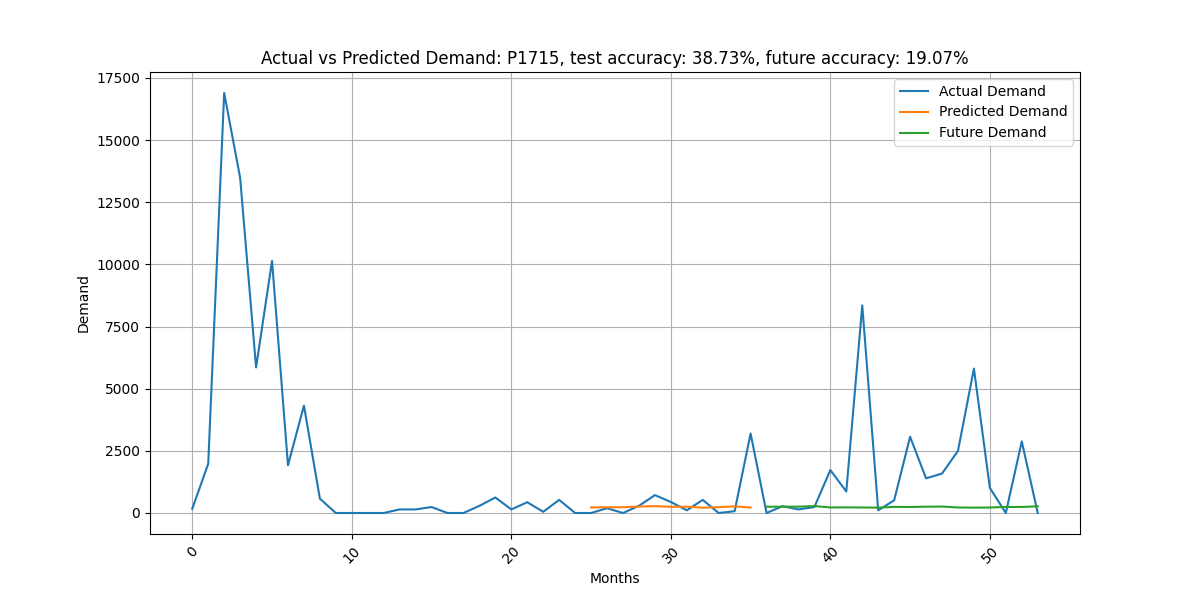 Actual vs Predicted Demand: P1715, test accuracy: 38.73%, future accuracy: 19.07%
17500
15000
12500
10000
7500
5000
2500
0
Demand
Actual Demand
Predicted Demand
Future Demand
0
10
20
30
40
50
Months